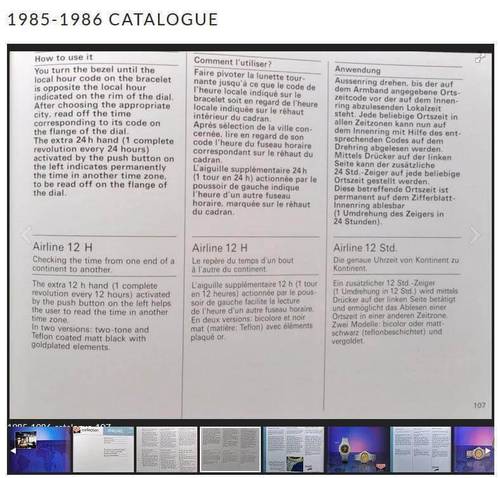 1985-1986 CATALOGUE
How to use it
You turn the bezel until the
local hour code on the bracelet
is opposite the local hour
indicated on the rim of the dial.
After choosing the appropriate
city, read off the time
corresponding to its code on
the flange of the dial.
The extra 24 h hand (1 complete
revolution every 24 hours)
activated by the push button on
the left indicates permanently
the time in another time zone,
to be read off on the flange of
the dial.
Comment l'utiliser?
Faire pivoter la lunette tour-
nante jusqu'à ce que le code de
l'heure locale indiqué sur le
bracelet soit en regard de l'heure
locale indiquée sur le réhaut
intérieur du cadran.
Après sélection de la ville con-
cernée, lire en regard de son
code l'heure du fuseau horaire
correspondant sur le réhaut du
cadran.
L'aiguille supplémentaire 24 h
(1 tour en 24 h) actionnée par le
poussoir de gauche indique
l'heure d'un autre fuseau
horaire, marquée sur le réhaut
du cadran.
Anwendung
Aussenring drehen, bis der auf
dem Armband angegebene Orts-
zeitcode vor der auf dem Innen-
ring abzulesenden Lokalzeit
steht. Jede beliebige Ortszeit in
allen Zeitzonen kann nun auf
dem Innenring mit Hilfe des ent-
sprechenden Codes auf dem
Drehring abgelesen werden.
Mittels Drücker auf der linken
Seite kann der zusätzliche
24 Std.-Zeiger auf jede beliebige
Ortszeit gestellt werden.
Diese betreffende Ortszeit ist
permanent auf dem Zifferblatt-
Innenring ablesbar
(1 Umdrehung des Zeigers in
24 Stunden).
Airline 12 H
Checking the time from one end of a
continent to another.
The extra 12 h hand (1 complete
revolution every 12 hours) activated
by the push button on the left helps
the user to read the time in another
time zone.
In two versions: two-tone and
Teflon coated matt black with
goldplated elements.
Airline 12 H
Le repère du temps d'un bout
à l'autre du continent.
L'aiguille supplémentaire 12 h (1 tour
en 12 heures) actionnée par le pous-
soir de gauche facilite la lecture
de l'heure d'un autre fuseau horaire.
En deux versions: bicolore et noir
mat (matière: Teflon) avec éléments
plaqué or.
Airline 12 Std.
Die genaue Uhrzeit von Kontinent zu
Kontinent.
Ein zusätzlicher 12 Std.-Zeiger
(1 Umdrehung in 12 Std.) wird mittels
Drücker auf der linken Seite betätigt
und ermöglicht das Ablesen einer
Ortszeit in einer anderen Zeitzone.
Zwei Modelle: bicolor oder matt-
schwarz (teflonbeschichtet) und
vergoldet.
107